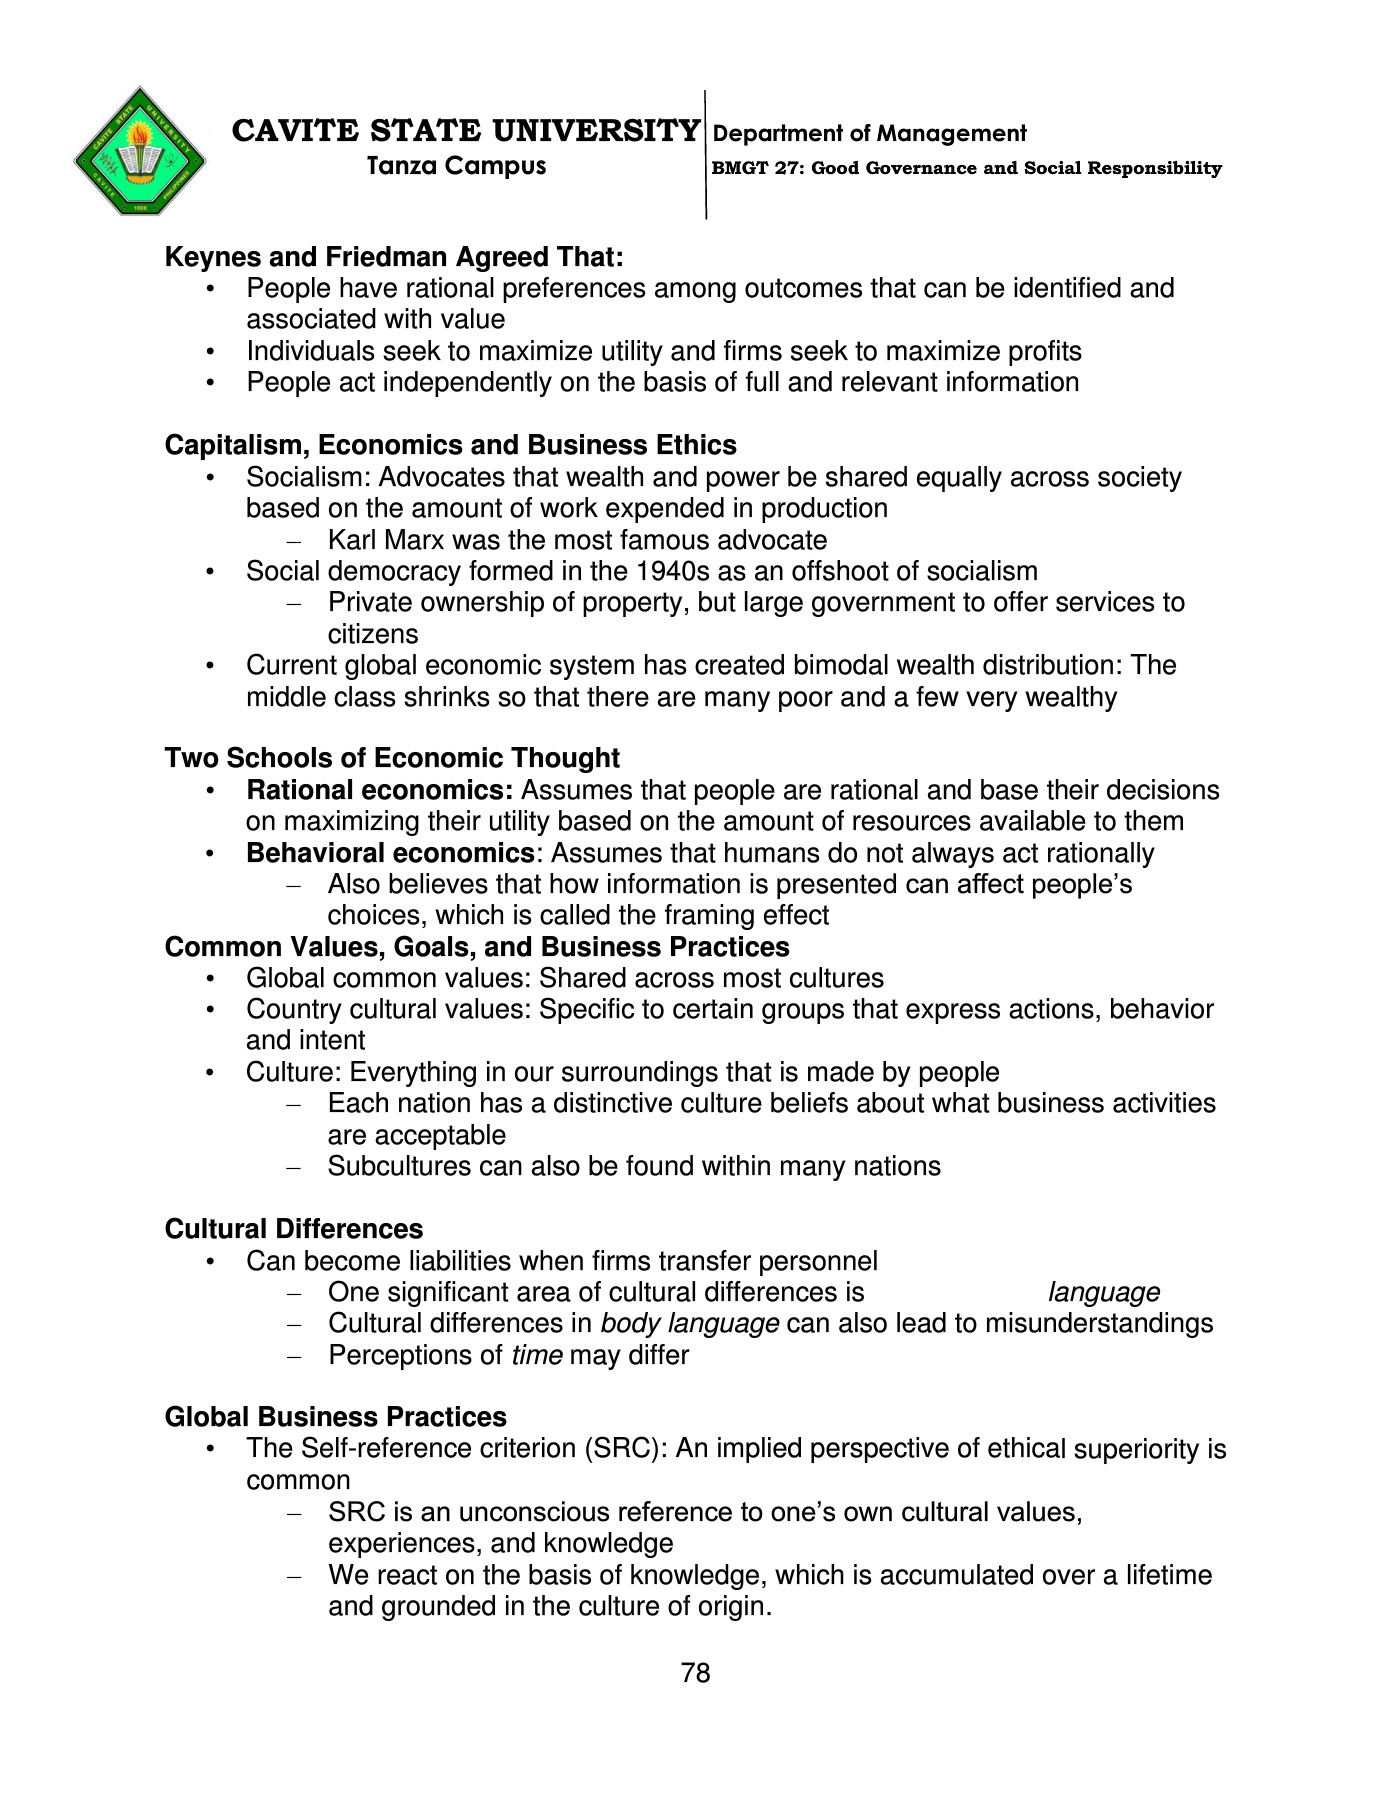 CAVITE STATE UNIVERSITY
Tanza Campus
Department of Management
BMGT 27: Good Governance and Social Responsibility
CAVITE STATE UNIVERSITY
CAVITE
PHILIPPINES
1906
Keynes and Friedman Agreed That:
• People have rational preferences among outcomes that can be identified and
associated with value
• Individuals seek to maximize utility and firms seek to maximize profits
• People act independently on the basis of full and relevant information
Capitalism, Economics and Business Ethics
• Socialism: Advocates that wealth and power be shared equally across society
based on the amount of work expended in production
– Karl Marx was the most famous advocate
• Social democracy formed in the 1940s as an offshoot of socialism
– Private ownership of property, but large government to offer services to
citizens
• Current global economic system has created bimodal wealth distribution: The
middle class shrinks so that there are many poor and a few very wealthy
Two Schools of Economic Thought
• Rational economics: Assumes that people are rational and base their decisions
on maximizing their utility based on the amount of resources available to them
• Behavioral economics: Assumes that humans do not always act rationally
– Also believes that how information is presented can affect people’s
choices, which is called the framing effect
Common Values, Goals, and Business Practices
• Global common values: Shared across most cultures
• Country cultural values: Specific to certain groups that express actions, behavior
and intent
• Culture: Everything in our surroundings that is made by people
– Each nation has a distinctive culture beliefs about what business activities
are acceptable
– Subcultures can also be found within many nations
Cultural Differences
• Can become liabilities when firms transfer personnel
– One significant area of cultural differences is language
– Cultural differences in body language can also lead to misunderstandings
– Perceptions of time may differ
Global Business Practices
• The Self-reference criterion (SRC): An implied perspective of ethical superiority is
common
– SRC is an unconscious reference to one’s own cultural values,
experiences, and knowledge
– We react on the basis of knowledge, which is accumulated over a lifetime
and grounded in the culture of origin.
78